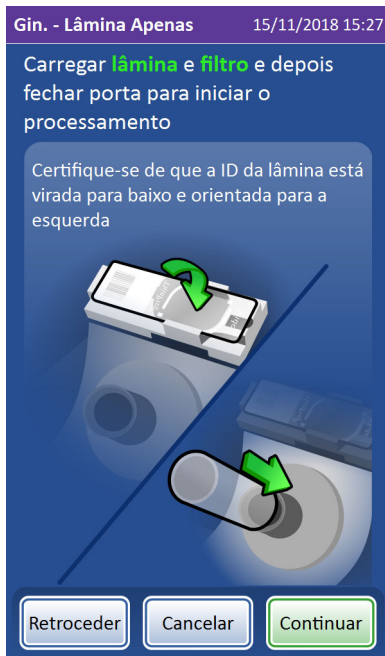 Gin. - Lâmina Apenas 15/11/2018 15:27
Carregar lâmina e filtro e depois
fechar porta para iniciar o
processamento
Certifique-se de que a ID da lâmina está
virada para baixo e orientada para a
esquerda
Retroceder Cancelar Continuar